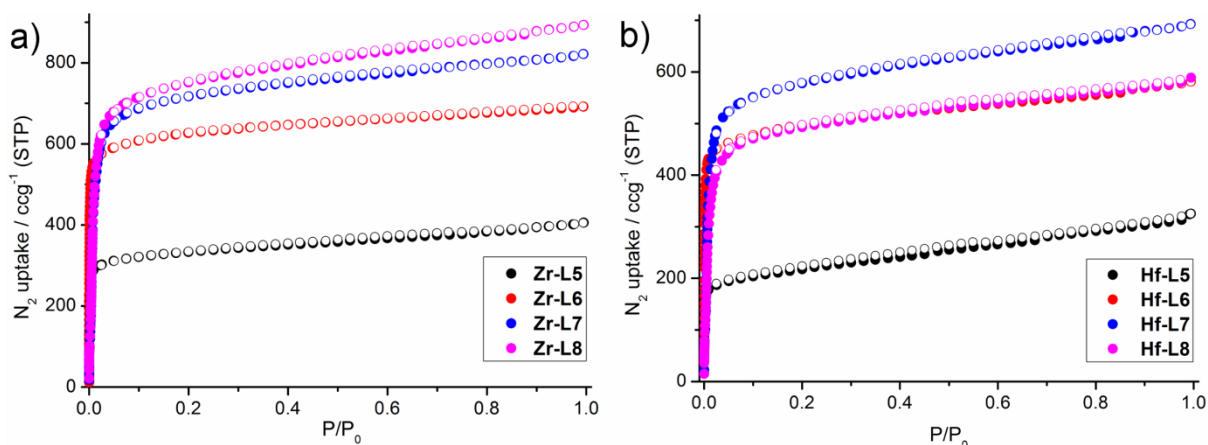 a)
N₂ uptake / ccg⁻¹ (STP)
800
600
400
200
0
Zr-L5
Zr-L6
Zr-L7
Zr-L8
0.0 0.2 0.4 0.6 0.8 1.0
P/P₀
b)
N₂ uptake / ccg⁻¹ (STP)
600
400
200
0
Hf-L5
Hf-L6
Hf-L7
Hf-L8
0.0 0.2 0.4 0.6 0.8 1.0
P/P₀